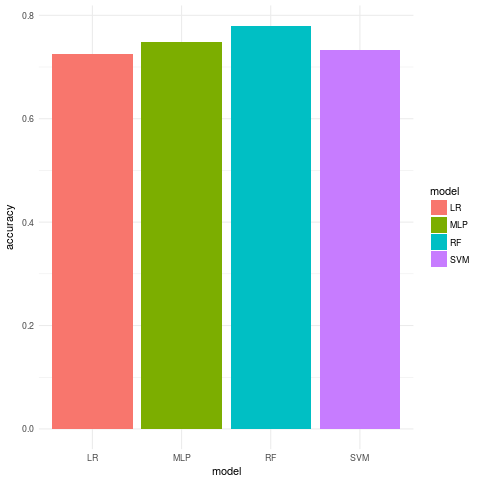 0.8
0.6
0.4
0.2
0.0
accuracy
LR MLP RF SVM
model
model
LR
MLP
RF
SVM